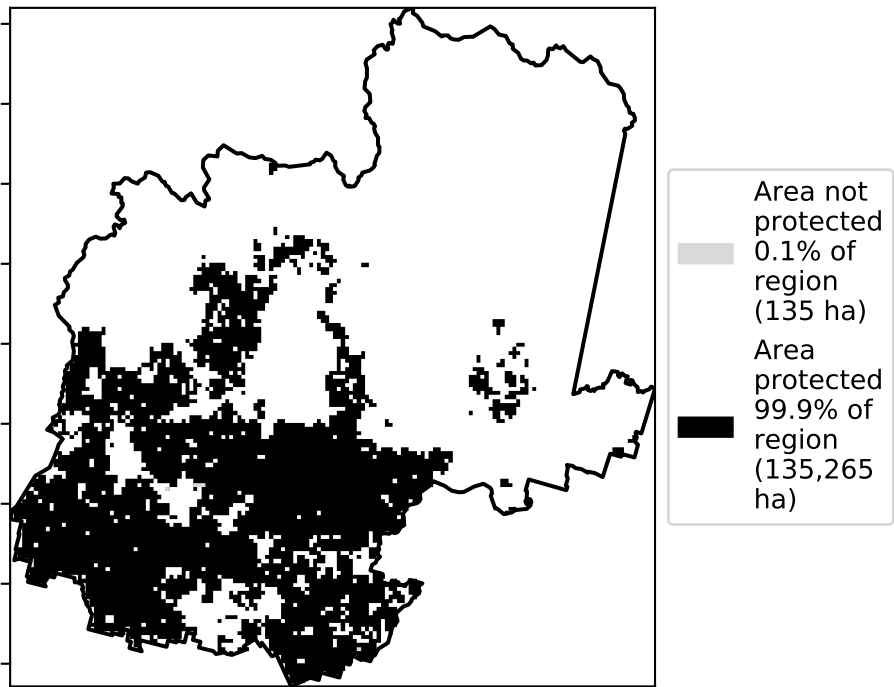 Area not
protected
0.1% of
region
(135 ha)
Area
protected
99.9% of
region
(135,265
ha)